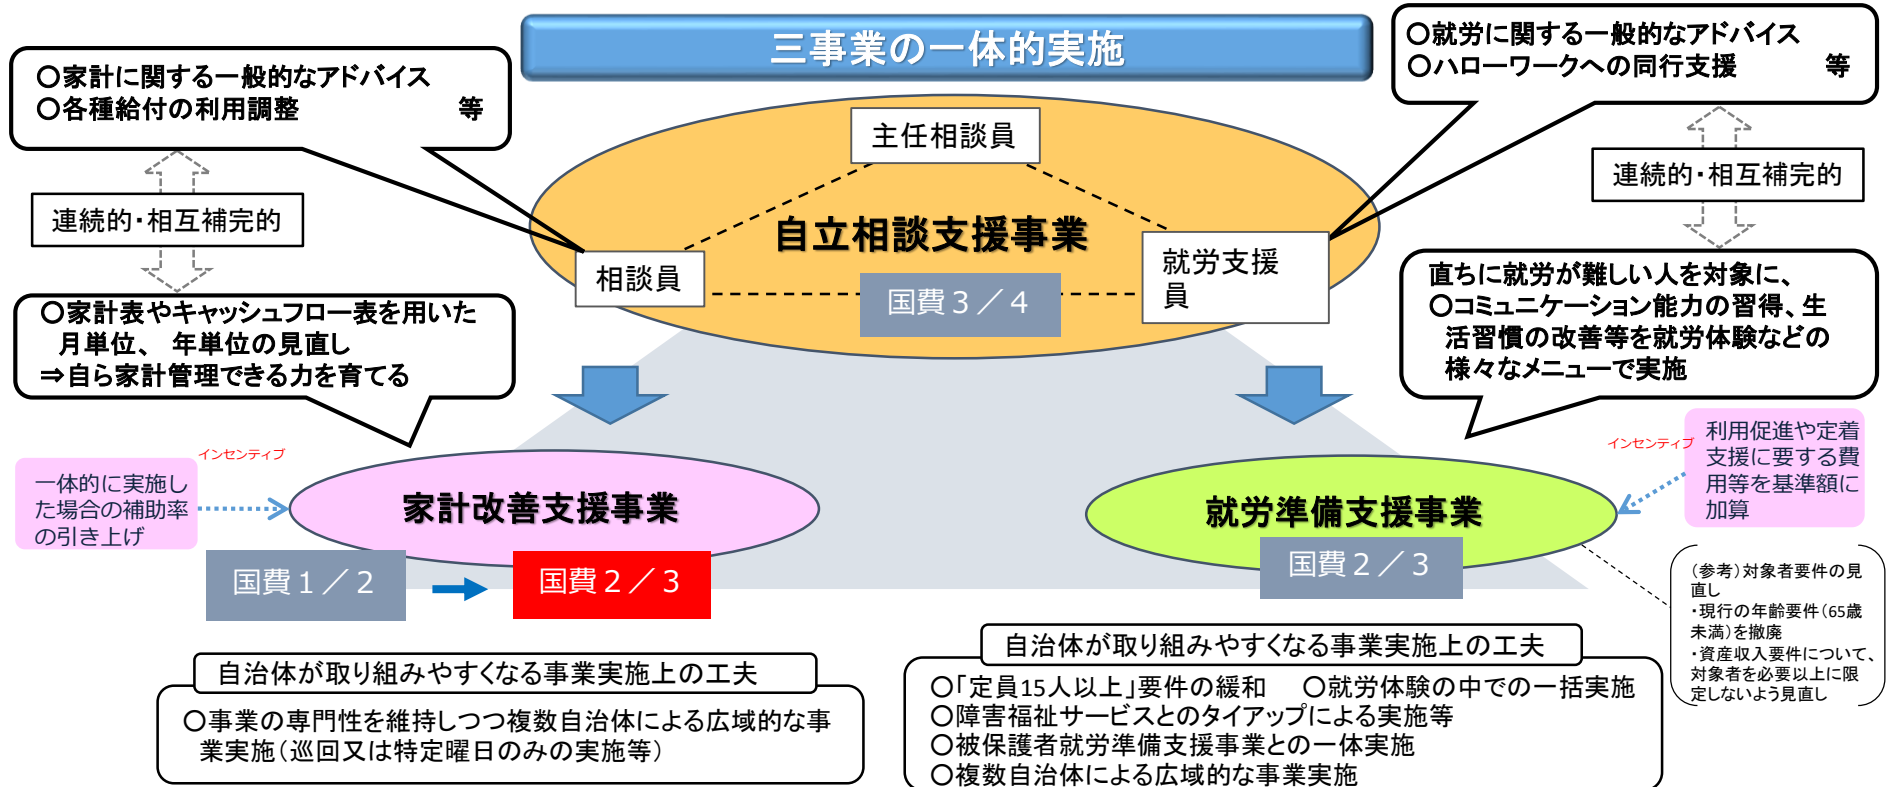 三事業の一体的実施
○家計に関する一般的なアドバイス
○各種給付の利用調整　　　　　　等
○就労に関する一般的なアドバイス
○ハローワークへの同行支援　　　等
主任相談員
自立相談支援事業
相談員
就労支援
員
国費３／４
連続的・相互補完的
連続的・相互補完的
○家計表やキャッシュフロー表を用いた
月単位、 年単位の見直し
⇒自ら家計管理できる力を育てる
直ちに就労が難しい人を対象に、
○コミュニケーション能力の習得、生
活習慣の改善等を就労体験などの
様々なメニューで実施
インセンティブ
一体的に実施し
た場合の補助率
の引き上げ
家計改善支援事業
国費１／２
国費２／３
インセンティブ
利用促進や定着
支援に要する費
用等を基準額に
加算
就労準備支援事業
国費２／３
（参考）対象者要件の見
直し
・現行の年齢要件（65歳
未満）を撤廃
・資産収入要件について、
対象者を必要以上に限
定しないよう見直し
自治体が取り組みやすくなる事業実施上の工夫
○事業の専門性を維持しつつ複数自治体による広域的な事
業実施（巡回又は特定曜日のみの実施等）
自治体が取り組みやすくなる事業実施上の工夫
○「定員15人以上」要件の緩和　○就労体験の中での一括実施
○障害福祉サービスとのタイアップによる実施等
○被保護者就労準備支援事業との一体実施
○複数自治体による広域的な事業実施